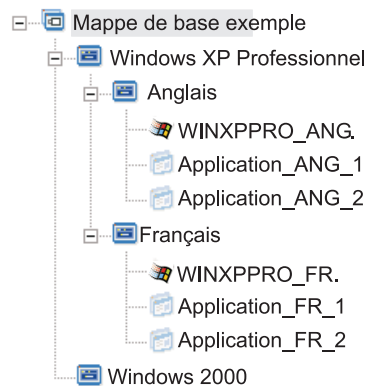 Mappe de base exemple
Windows XP Professionnel
Anglais
WINXPPRO_ANG.
Application_ANG_1
Application_ANG_2
Français
WINXPPRO_FR.
Application_FR_1
Application_FR_2
Windows 2000